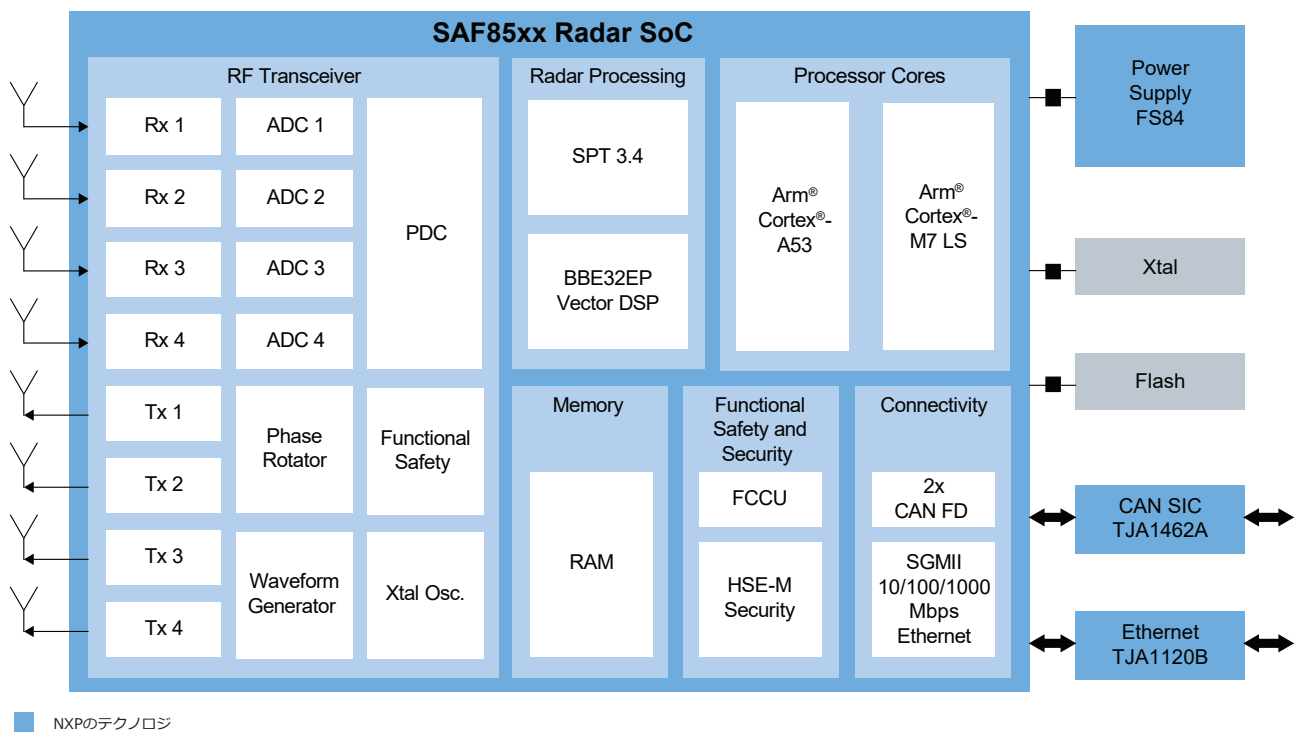 SAF85xx Radar SoC
RF Transceiver
Rx 1
ADC 1
Rx 2
ADC 2
Rx 3
ADC 3
Rx 4
ADC 4
PDC
Tx 1
Tx 2
Tx 3
Tx 4
Phase
Rotator
Functional
Safety
Waveform
Generator
Xtal Osc.
Radar Processing
SPT 3.4
BBE32EP
Vector DSP
Processor Cores
Arm®
Cortex®-
A53
Arm®
Cortex®-
M7 LS
Memory
RAM
Functional
Safety and
Security
FCCU
HSE-M
Security
Connectivity
2x
CAN FD
SGMII
10/100/1000
Mbps
Ethernet
Power
Supply
FS84
Xtal
Flash
CAN SIC
TJA1462A
Ethernet
TJA1120B
NXPのテクノロジ